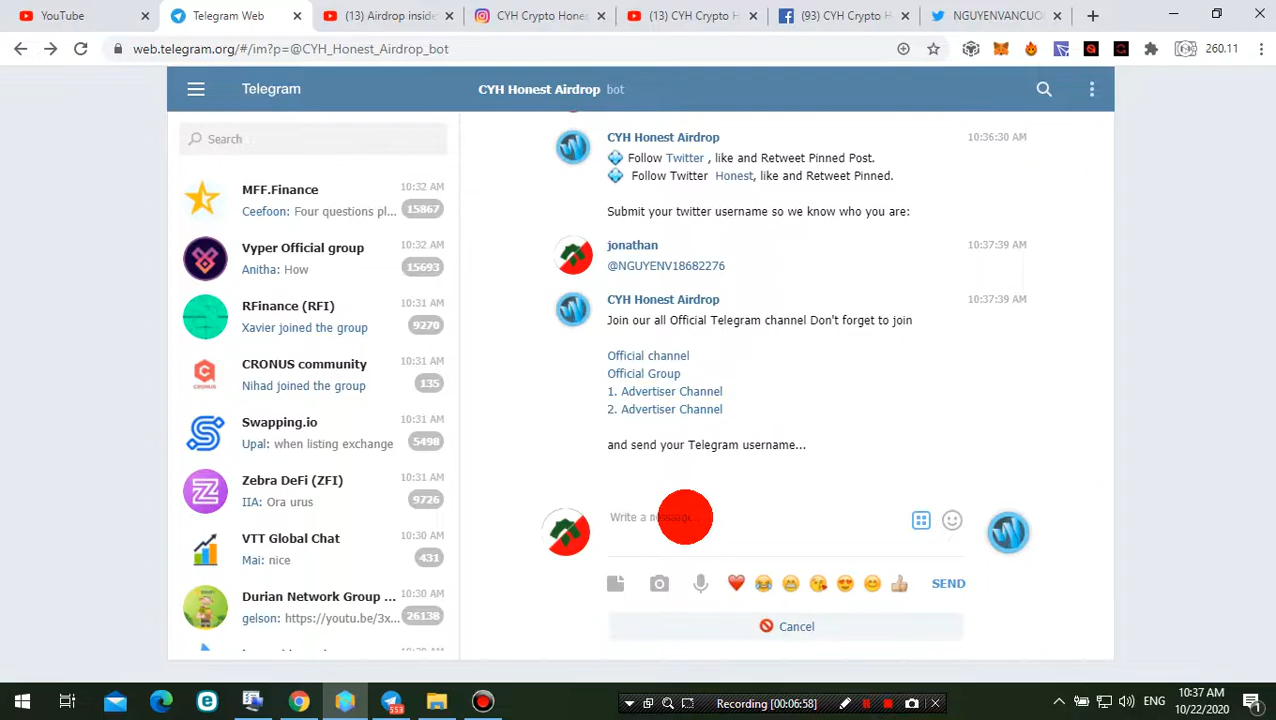 YouTube
Telegram Web
(13) Airdrop inside
CYH Crypto Hones
(13) CYH Crypto H
(93) CYH Crypto H
NGUYENVANCUO
web.telegram.org/#/im?p=@CYH_Honest_Airdrop_bot
260.11
Telegram
CYH Honest Airdrop bot
Search
MFF.Finance 10:32 AM
Ceefoon: Four questions pl... 15867
Vyper Official group 10:32 AM
Anitha: How 15693
RFinance (RFI) 10:31 AM
Xavier joined the group 9270
CRONUS community 10:31 AM
CRONUS
Nihad joined the group 135
Swapping.io 10:31 AM
Upal: when listing exchange 5498
Zebra DeFi (ZFI) 10:31 AM
IIA: Ora urus 9726
VTT Global Chat 10:30 AM
Mai: nice 431
Durian Network Group ... 10:30 AM
gelson: https://youtu.be/3x... 26138
CYH Honest Airdrop 10:36:30 AM
Follow Twitter , like and Retweet Pinned Post.
Follow Twitter Honest, like and Retweet Pinned.
Submit your twitter username so we know who you are:
jonathan 10:37:39 AM
@NGUYENV18682276
CYH Honest Airdrop 10:37:39 AM
Join our all Official Telegram channel Don't forget to join
Official channel
Official Group
1. Advertiser Channel
2. Advertiser Channel
and send your Telegram username...
Write a message...
SEND
Cancel
553
Recording [00:06:58]
ENG
10:37 AM
10/22/2020
1